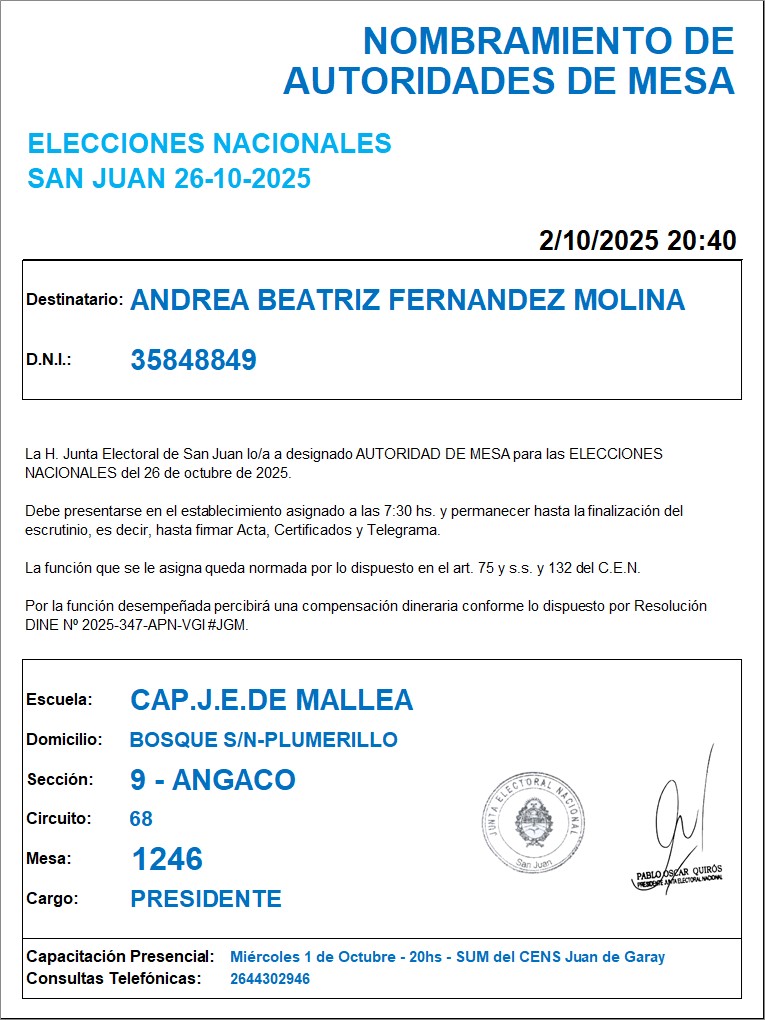 NOMBRAMIENTO DE
AUTORIDADES DE MESA
ELECCIONES NACIONALES
SAN JUAN 26-10-2025
2/10/2025 20:40
Destinatario: ANDREA BEATRIZ FERNANDEZ MOLINA
D.N.I.: 35848849
La H. Junta Electoral de San Juan lo/a a designado AUTORIDAD DE MESA para las ELECCIONES
NACIONALES del 26 de octubre de 2025.
Debe presentarse en el establecimiento asignado a las 7:30 hs. y permanecer hasta la finalización del
escrutinio, es decir, hasta firmar Acta, Certificados y Telegrama.
La función que se le asigna queda normada por lo dispuesto en el art. 75 y s.s. y 132 del C.E.N.
Por la función desempeñada percibirá una compensación dineraria conforme lo dispuesto por Resolución
DINE Nº 2025-347-APN-VGI#JGM.
Escuela: CAP.J.E.DE MALLEA
Domicilio: BOSQUE S/N-PLUMERILLO
Sección: 9 - ANGACO
Circuito: 68
Mesa: 1246
Cargo: PRESIDENTE
JUNTA ELECTORAL NACIONAL
San Juan
PABLO OSCAR QUIRÓS
PRESIDENTE JUNTA ELECTORAL NACIONAL
Capacitación Presencial: Miércoles 1 de Octubre - 20hs - SUM del CENS Juan de Garay
Consultas Telefónicas: 2644302946